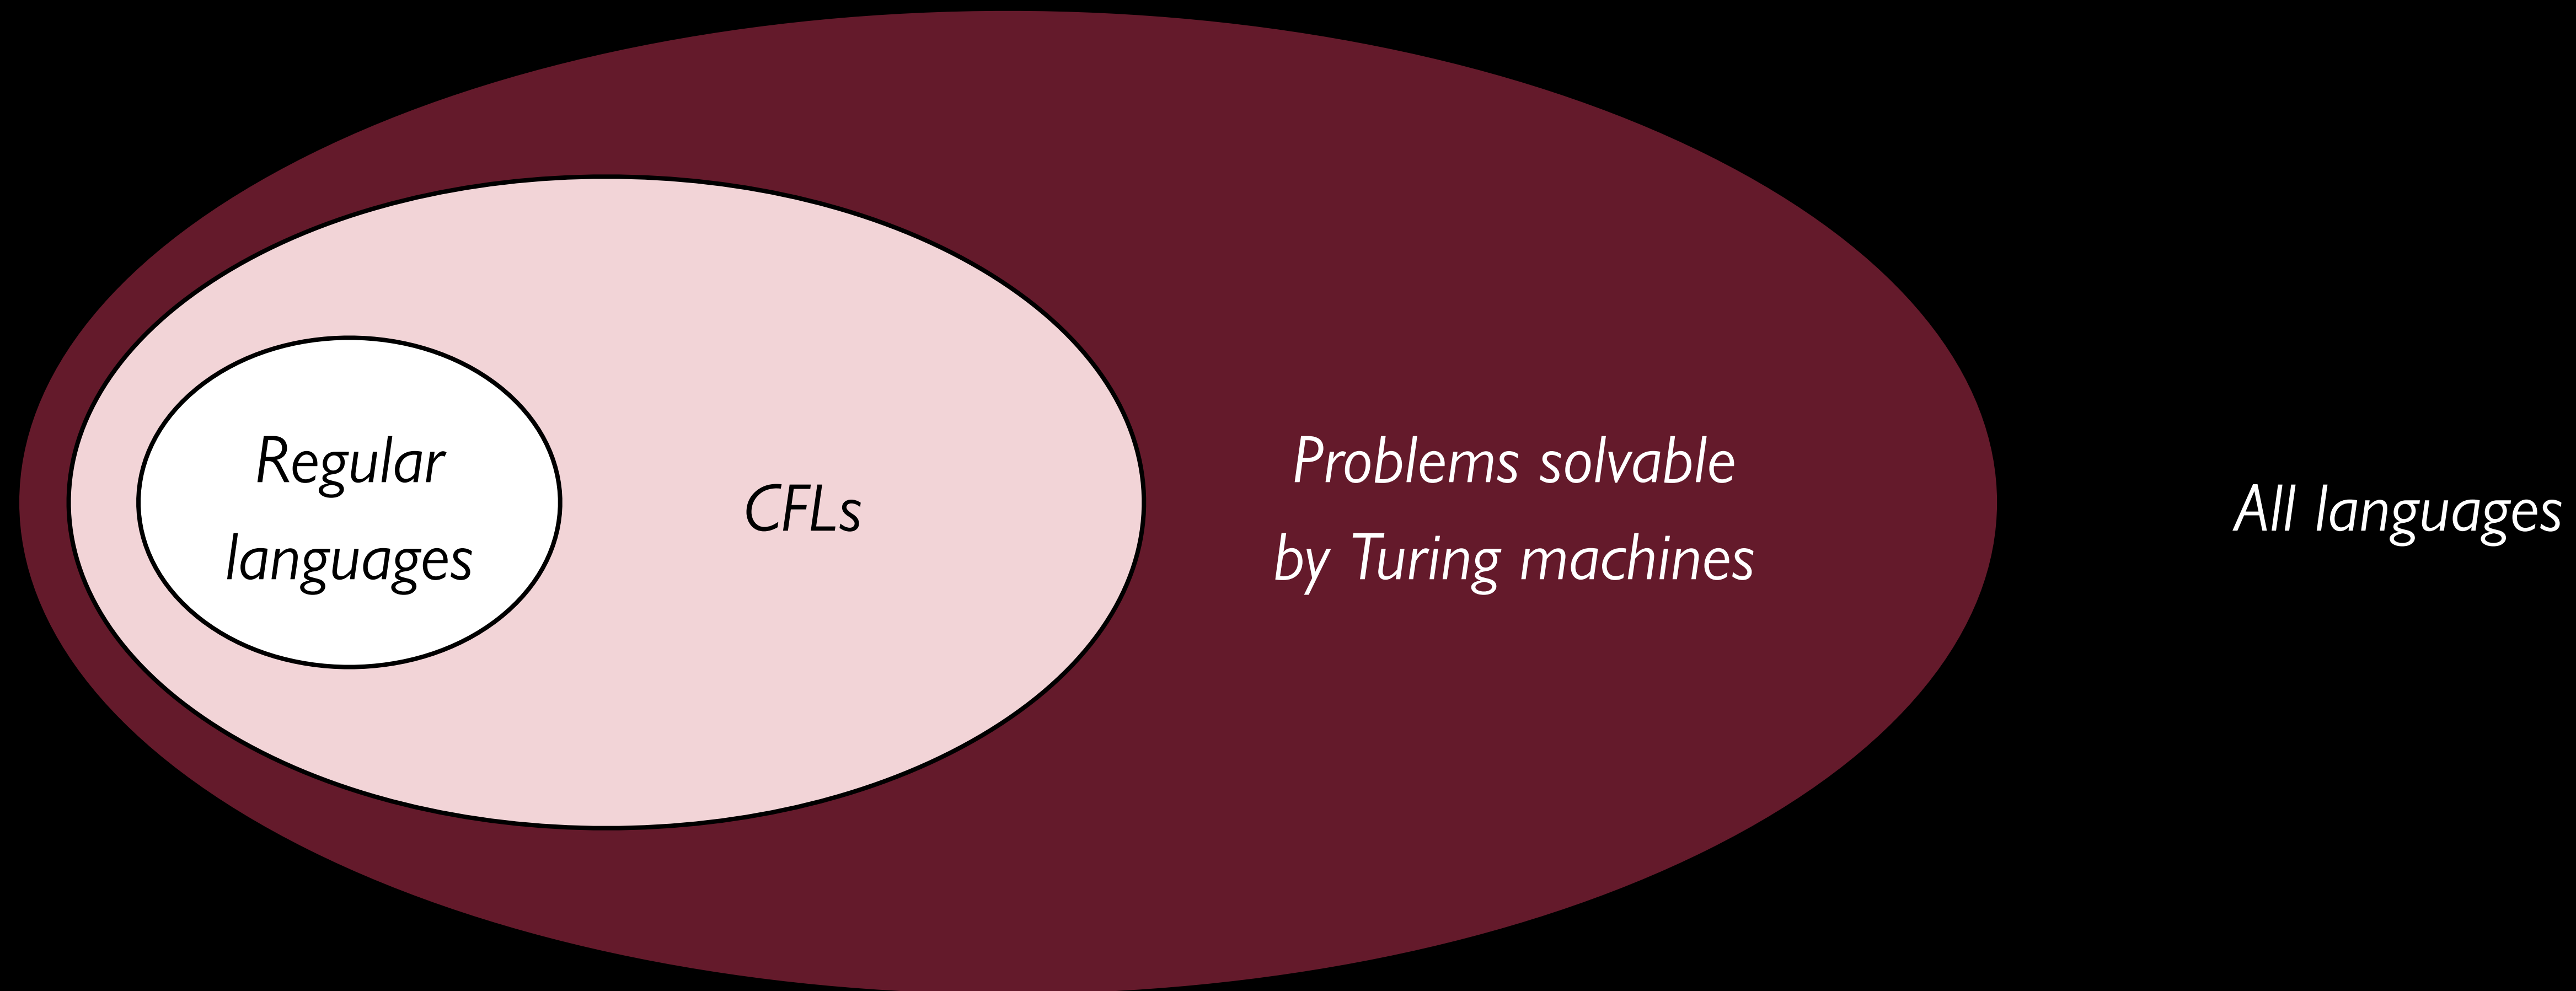 Regular
languages
CFLs
Problems solvable
by Turing machines
All languages